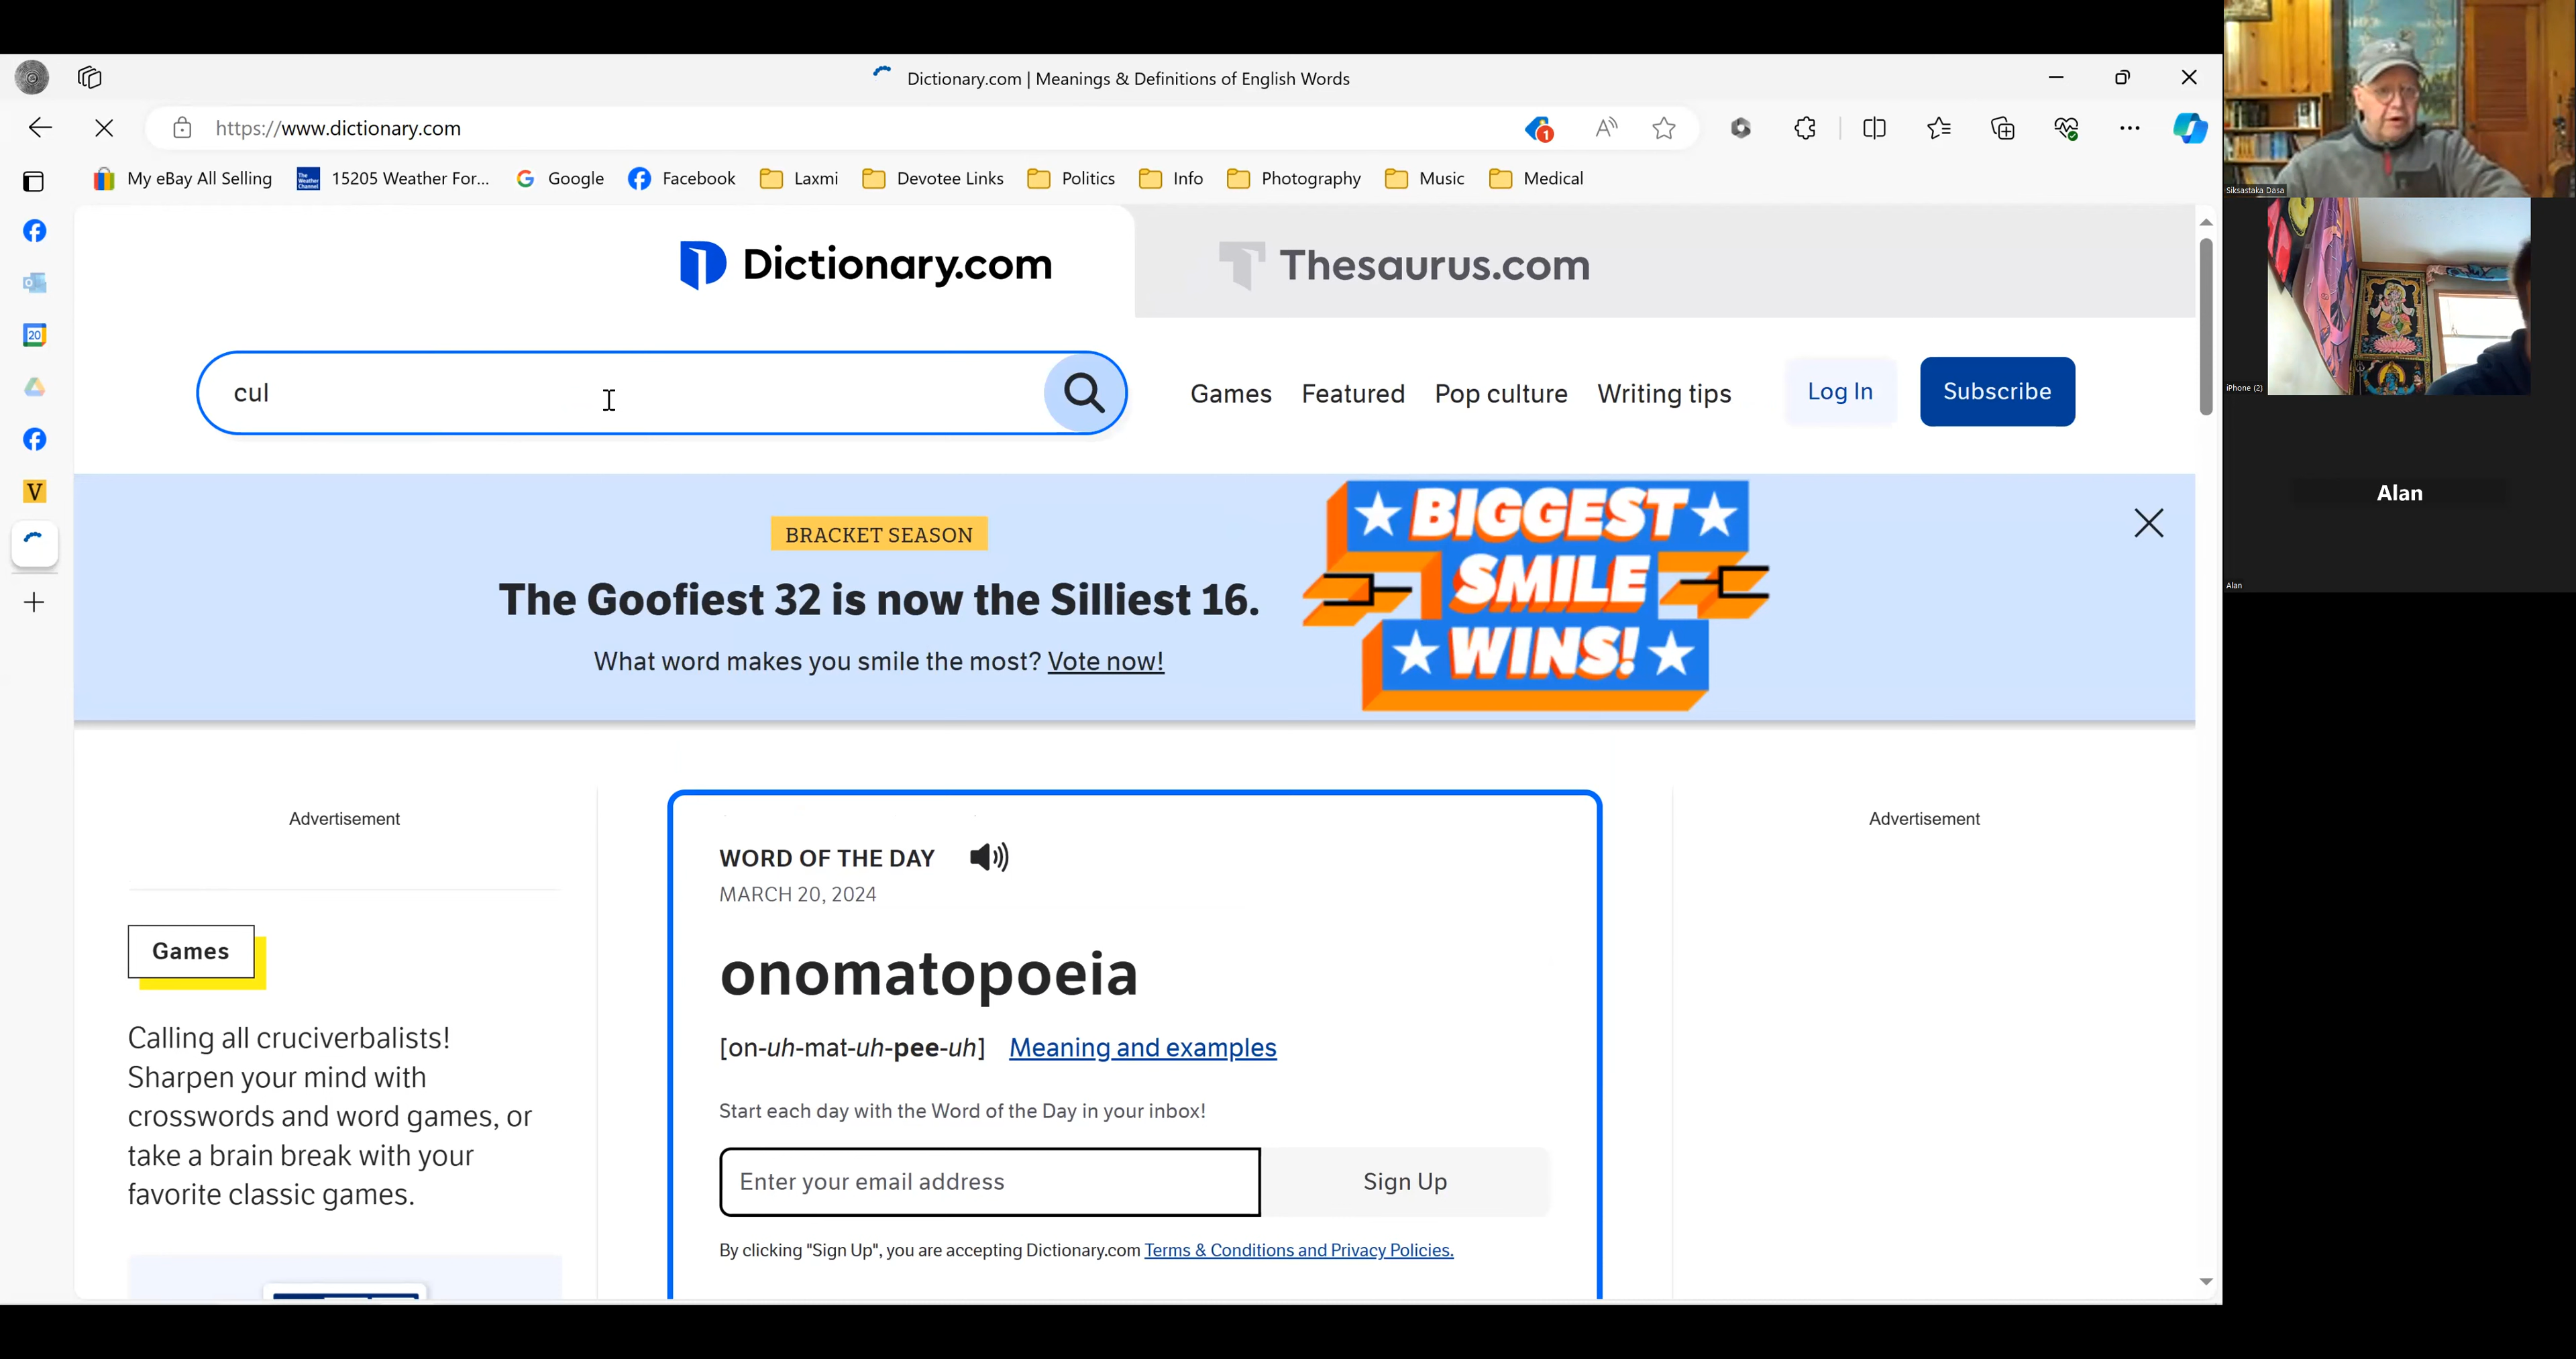 Dictionary.com | Meanings & Definitions of English Words
https://www.dictionary.com
1
My eBay All Selling
The Weather Channel
15205 Weather For...
Google
Facebook
Laxmi
Devotee Links
Politics
Info
Photography
Music
Medical
20
V
Dictionary.com
Thesaurus.com
cul
Games
Featured
Pop culture
Writing tips
Log In
Subscribe
BRACKET SEASON
The Goofiest 32 is now the Silliest 16.
What word makes you smile the most? Vote now!
BIGGEST
SMILE
WINS!
Advertisement
Games
Calling all cruciverbalists!
Sharpen your mind with
crosswords and word games, or
take a brain break with your
favorite classic games.
WORD OF THE DAY
MARCH 20, 2024
onomatopoeia
[on-uh-mat-uh-pee-uh] Meaning and examples
Start each day with the Word of the Day in your inbox!
Enter your email address
Sign Up
By clicking "Sign Up", you are accepting Dictionary.com Terms & Conditions and Privacy Policies.
Advertisement
Siksastaka Dasa
iPhone (2)
Alan
Alan